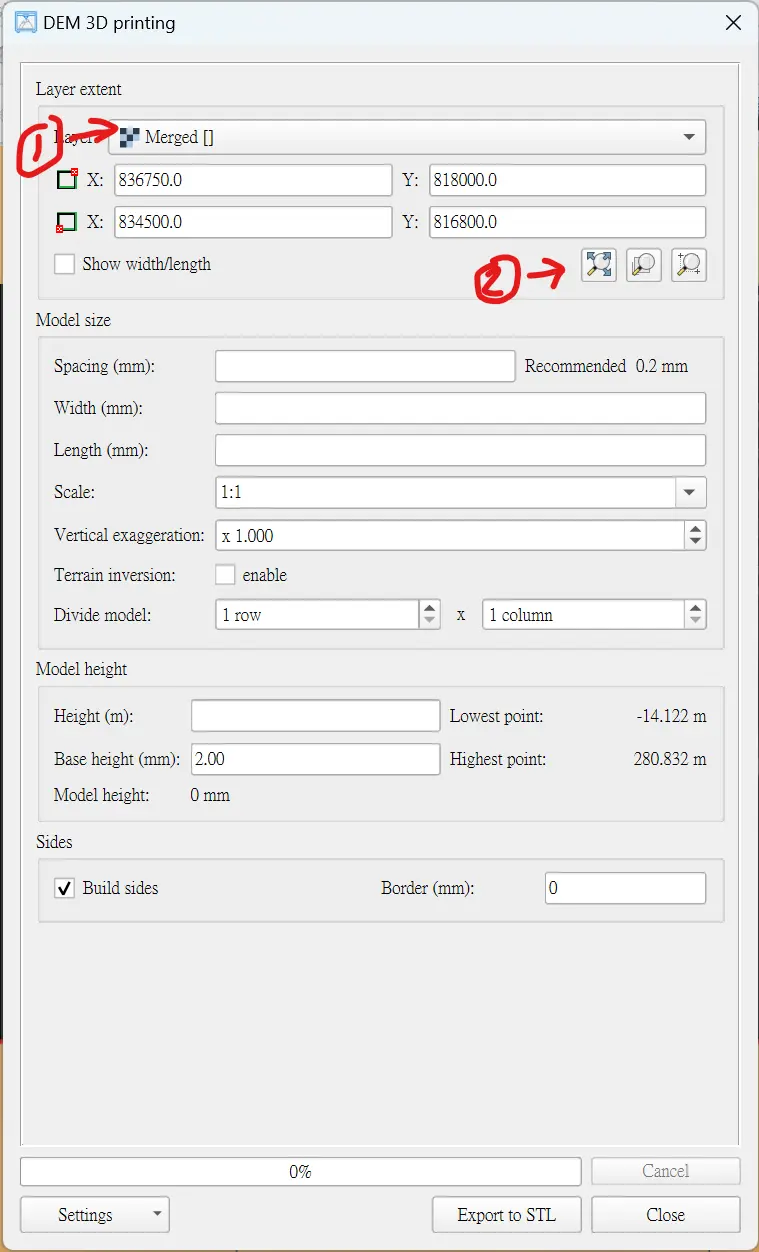 DEM 3D printing
Layer extent
1
Layer: Merged []
X: 836750.0 Y: 818000.0
X: 834500.0 Y: 816800.0
Show width/length
2
Model size
Spacing (mm): Recommended 0.2 mm
Width (mm):
Length (mm):
Scale: 1:1
Vertical exaggeration: x 1.000
Terrain inversion: enable
Divide model: 1 row x 1 column
Model height
Height (m): Lowest point: -14.122 m
Base height (mm): 2.00 Highest point: 280.832 m
Model height: 0 mm
Sides
Build sides Border (mm): 0
0% Cancel
Settings Export to STL Close